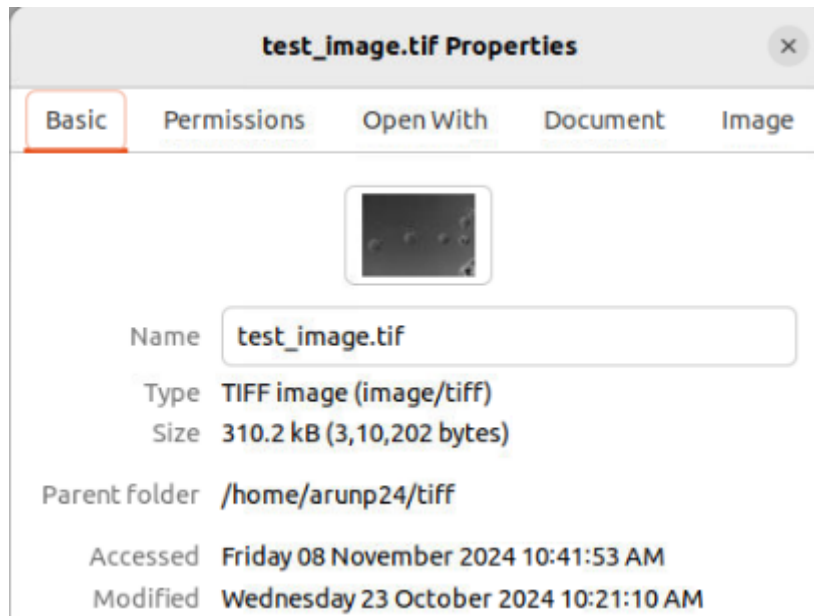 test_image.tif Properties
Basic Permissions Open With Document Image
Name test_image.tif
Type TIFF image (image/tiff)
Size 310.2 kB (3,10,202 bytes)
Parent folder /home/arunp24/tiff
Accessed Friday 08 November 2024 10:41:53 AM
Modified Wednesday 23 October 2024 10:21:10 AM